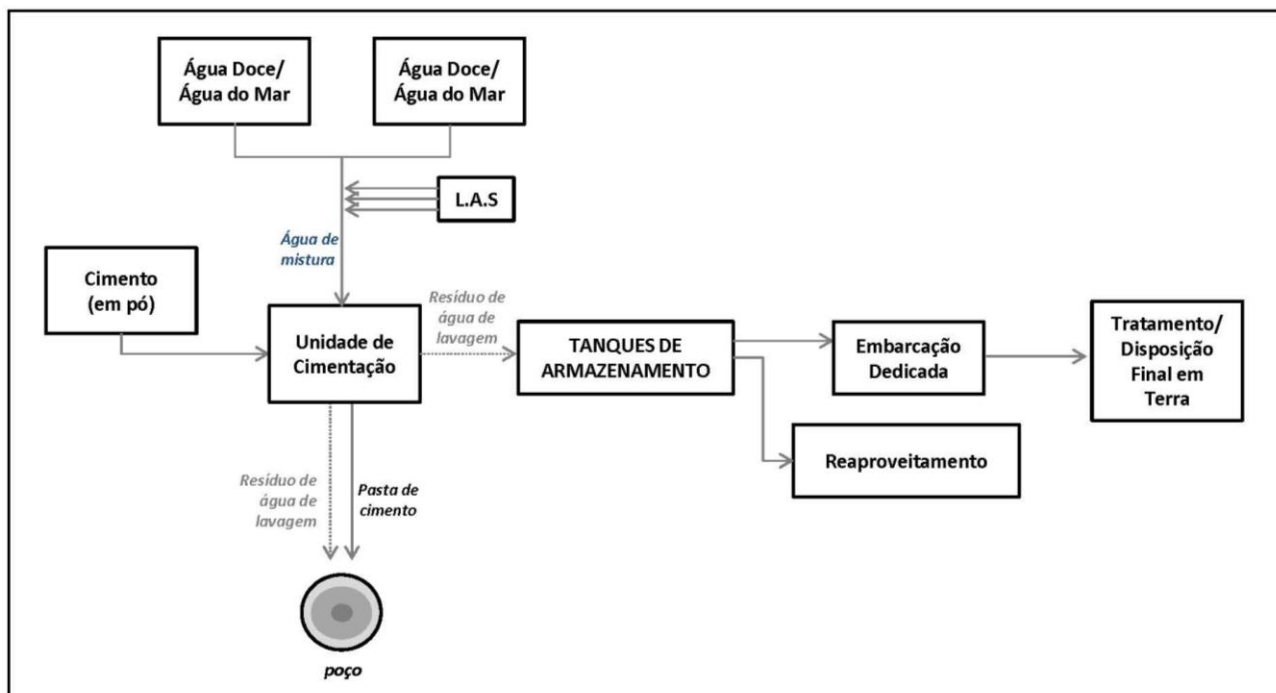 Água Doce/
Água do Mar
Água Doce/
Água do Mar
L.A.S
Água de
mistura
Cimento
(em pó)
Unidade de
Cimentação
Resíduo de
água de
lavagem
TANQUES DE
ARMAZENAMENTO
Embarcação
Dedicada
Tratamento/
Disposição
Final em
Terra
Reaproveitamento
Resíduo de
água de
lavagem
Pasta de
cimento
poço